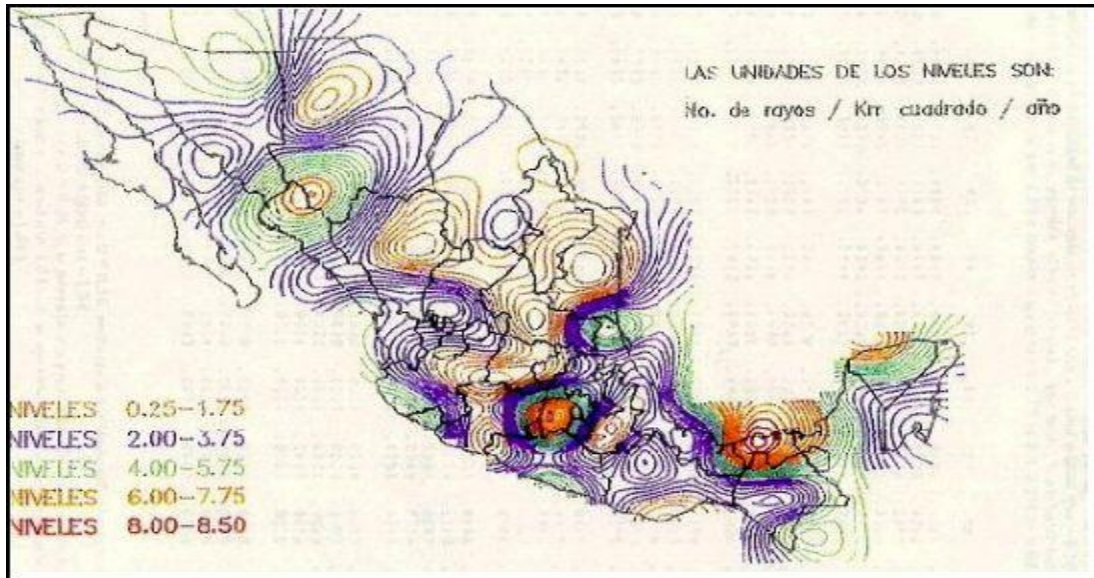 LAS UNIDADES DE LOS NIVELES SON:
No. de rayos / Km cuadrado / año
NIVELES 0.25-1.75
NIVELES 2.00-3.75
NIVELES 4.00-5.75
NIVELES 6.00-7.75
NIVELES 8.00-8.50